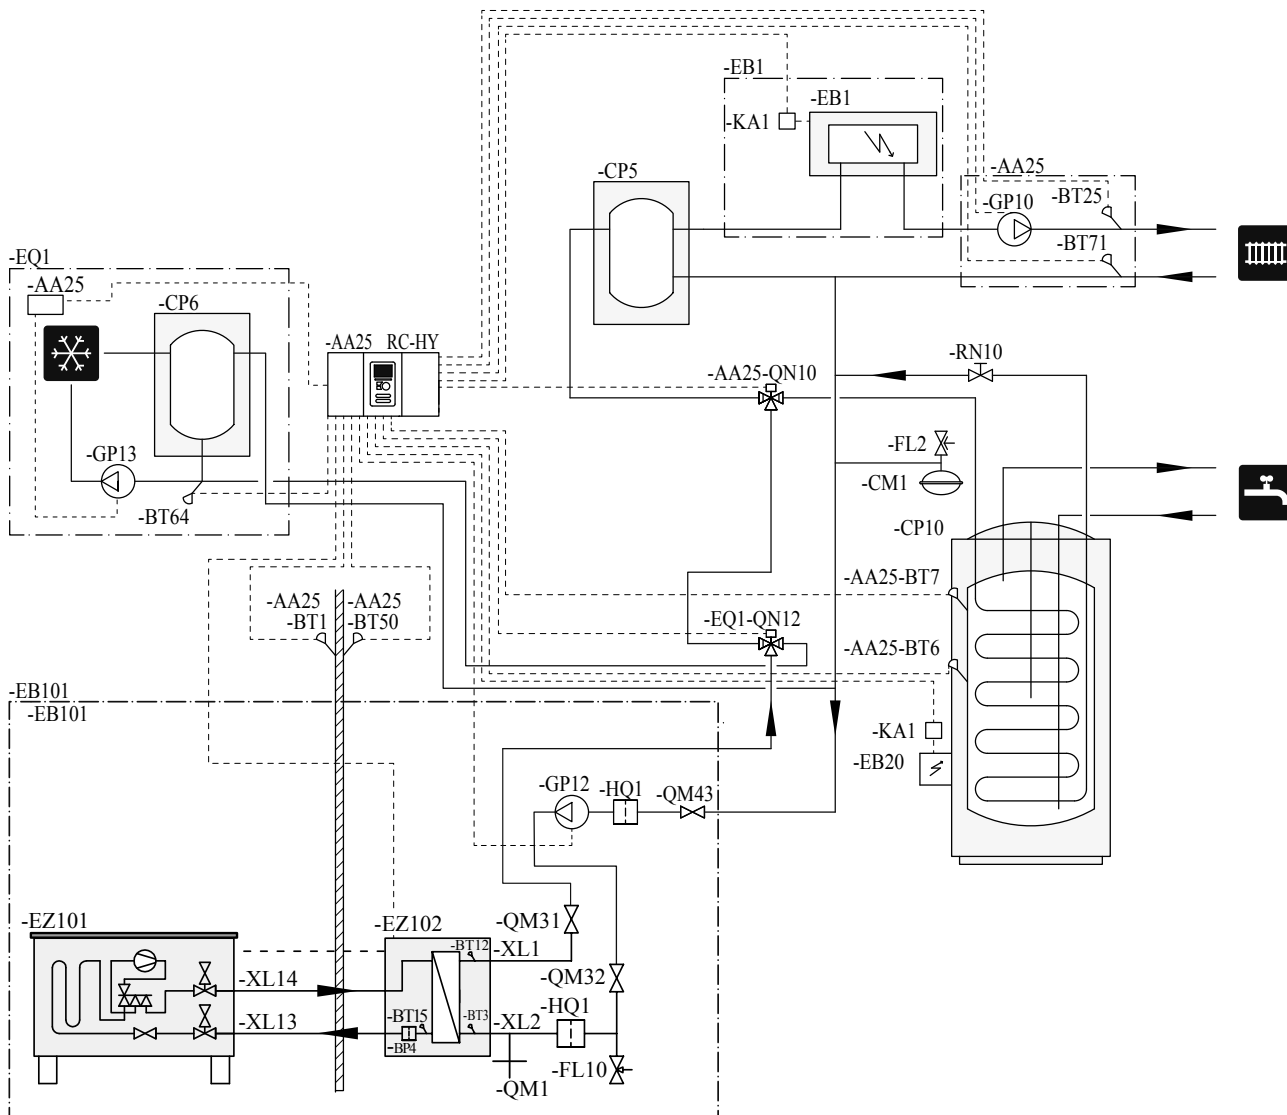 -EB1
-EB1
-KA1
-CP5
-AA25
-GP10
-BT25
-BT71
-EQ1
-AA25
-CP6
-AA25 RC-HY
-RN10
-AA25-QN10
-FL2
-GP13
-CM1
-BT64
-CP10
-AA25-BT7
-AA25
-BT1
-AA25
-BT50
-EQ1-QN12
-AA25-BT6
-EB101
-EB101
-KA1
-EB20
-GP12
-HQ1
-QM43
-EZ101
-EZ102
-QM31
-BT12
-XL1
-XL14
-QM32
-HQ1
-XL13
-BT15
-BT3
-XL2
-BP4
-FL10
-QM1